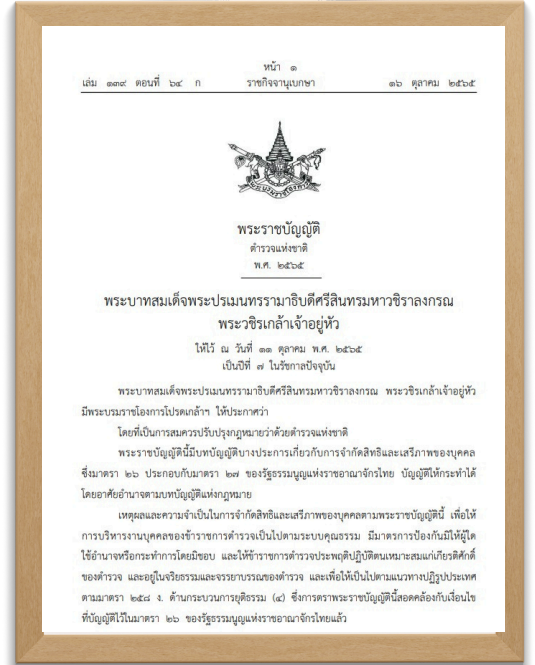 หน้า ๑
เล่ม ๑๓๙ ตอนที่ ๖๔ ก ราชกิจจานุเบกษา ๑๖ ตุลาคม ๒๕๖๕
พระบรมราชโองการ
พระราชบัญญัติ
ตำรวจแห่งชาติ
พ.ศ. ๒๕๖๕
พระบาทสมเด็จพระปรเมนทรรามาธิบดีศรีสินทรมหาวชิราลงกรณ
พระวชิรเกล้าเจ้าอยู่หัว
ให้ไว้ ณ วันที่ ๑๑ ตุลาคม พ.ศ. ๒๕๖๕
เป็นปีที่ ๗ ในรัชกาลปัจจุบัน
พระบาทสมเด็จพระปรเมนทรรามาธิบดีศรีสินทรมหาวชิราลงกรณ พระวชิรเกล้าเจ้าอยู่หัว
มีพระบรมราชโองการโปรดเกล้าฯ ให้ประกาศว่า
โดยที่เป็นการสมควรปรับปรุงกฎหมายว่าด้วยตำรวจแห่งชาติ
พระราชบัญญัตินี้มีบทบัญญัติบางประการเกี่ยวกับการจำกัดสิทธิและเสรีภาพของบุคคล
ซึ่งมาตรา ๒๖ ประกอบกับมาตรา ๒๗ ของรัฐธรรมนูญแห่งราชอาณาจักรไทย บัญญัติให้กระทำได้
โดยอาศัยอำนาจตามบทบัญญัติแห่งกฎหมาย
เหตุผลและความจำเป็นในการจำกัดสิทธิและเสรีภาพของบุคคลตามพระราชบัญญัตินี้ เพื่อให้
การบริหารงานบุคคลของข้าราชการตำรวจเป็นไปตามระบบคุณธรรม มีมาตรการป้องกันมิให้ผู้ใด
ใช้อำนาจหรือกระทำการโดยมิชอบ และให้ข้าราชการตำรวจประพฤติปฏิบัติตนเหมาะสมแก่เกียรติศักดิ์
ของตำรวจ และอยู่ในจริยธรรมและจรรยาบรรณของตำรวจ และเพื่อให้เป็นไปตามแนวทางปฏิรูปประเทศ
ตามมาตรา ๒๕๘ ง. ด้านกระบวนการยุติธรรม (๔) ซึ่งการตราพระราชบัญญัตินี้สอดคล้องกับเงื่อนไข
ที่บัญญัติไว้ในมาตรา ๒๖ ของรัฐธรรมนูญแห่งราชอาณาจักรไทยแล้ว